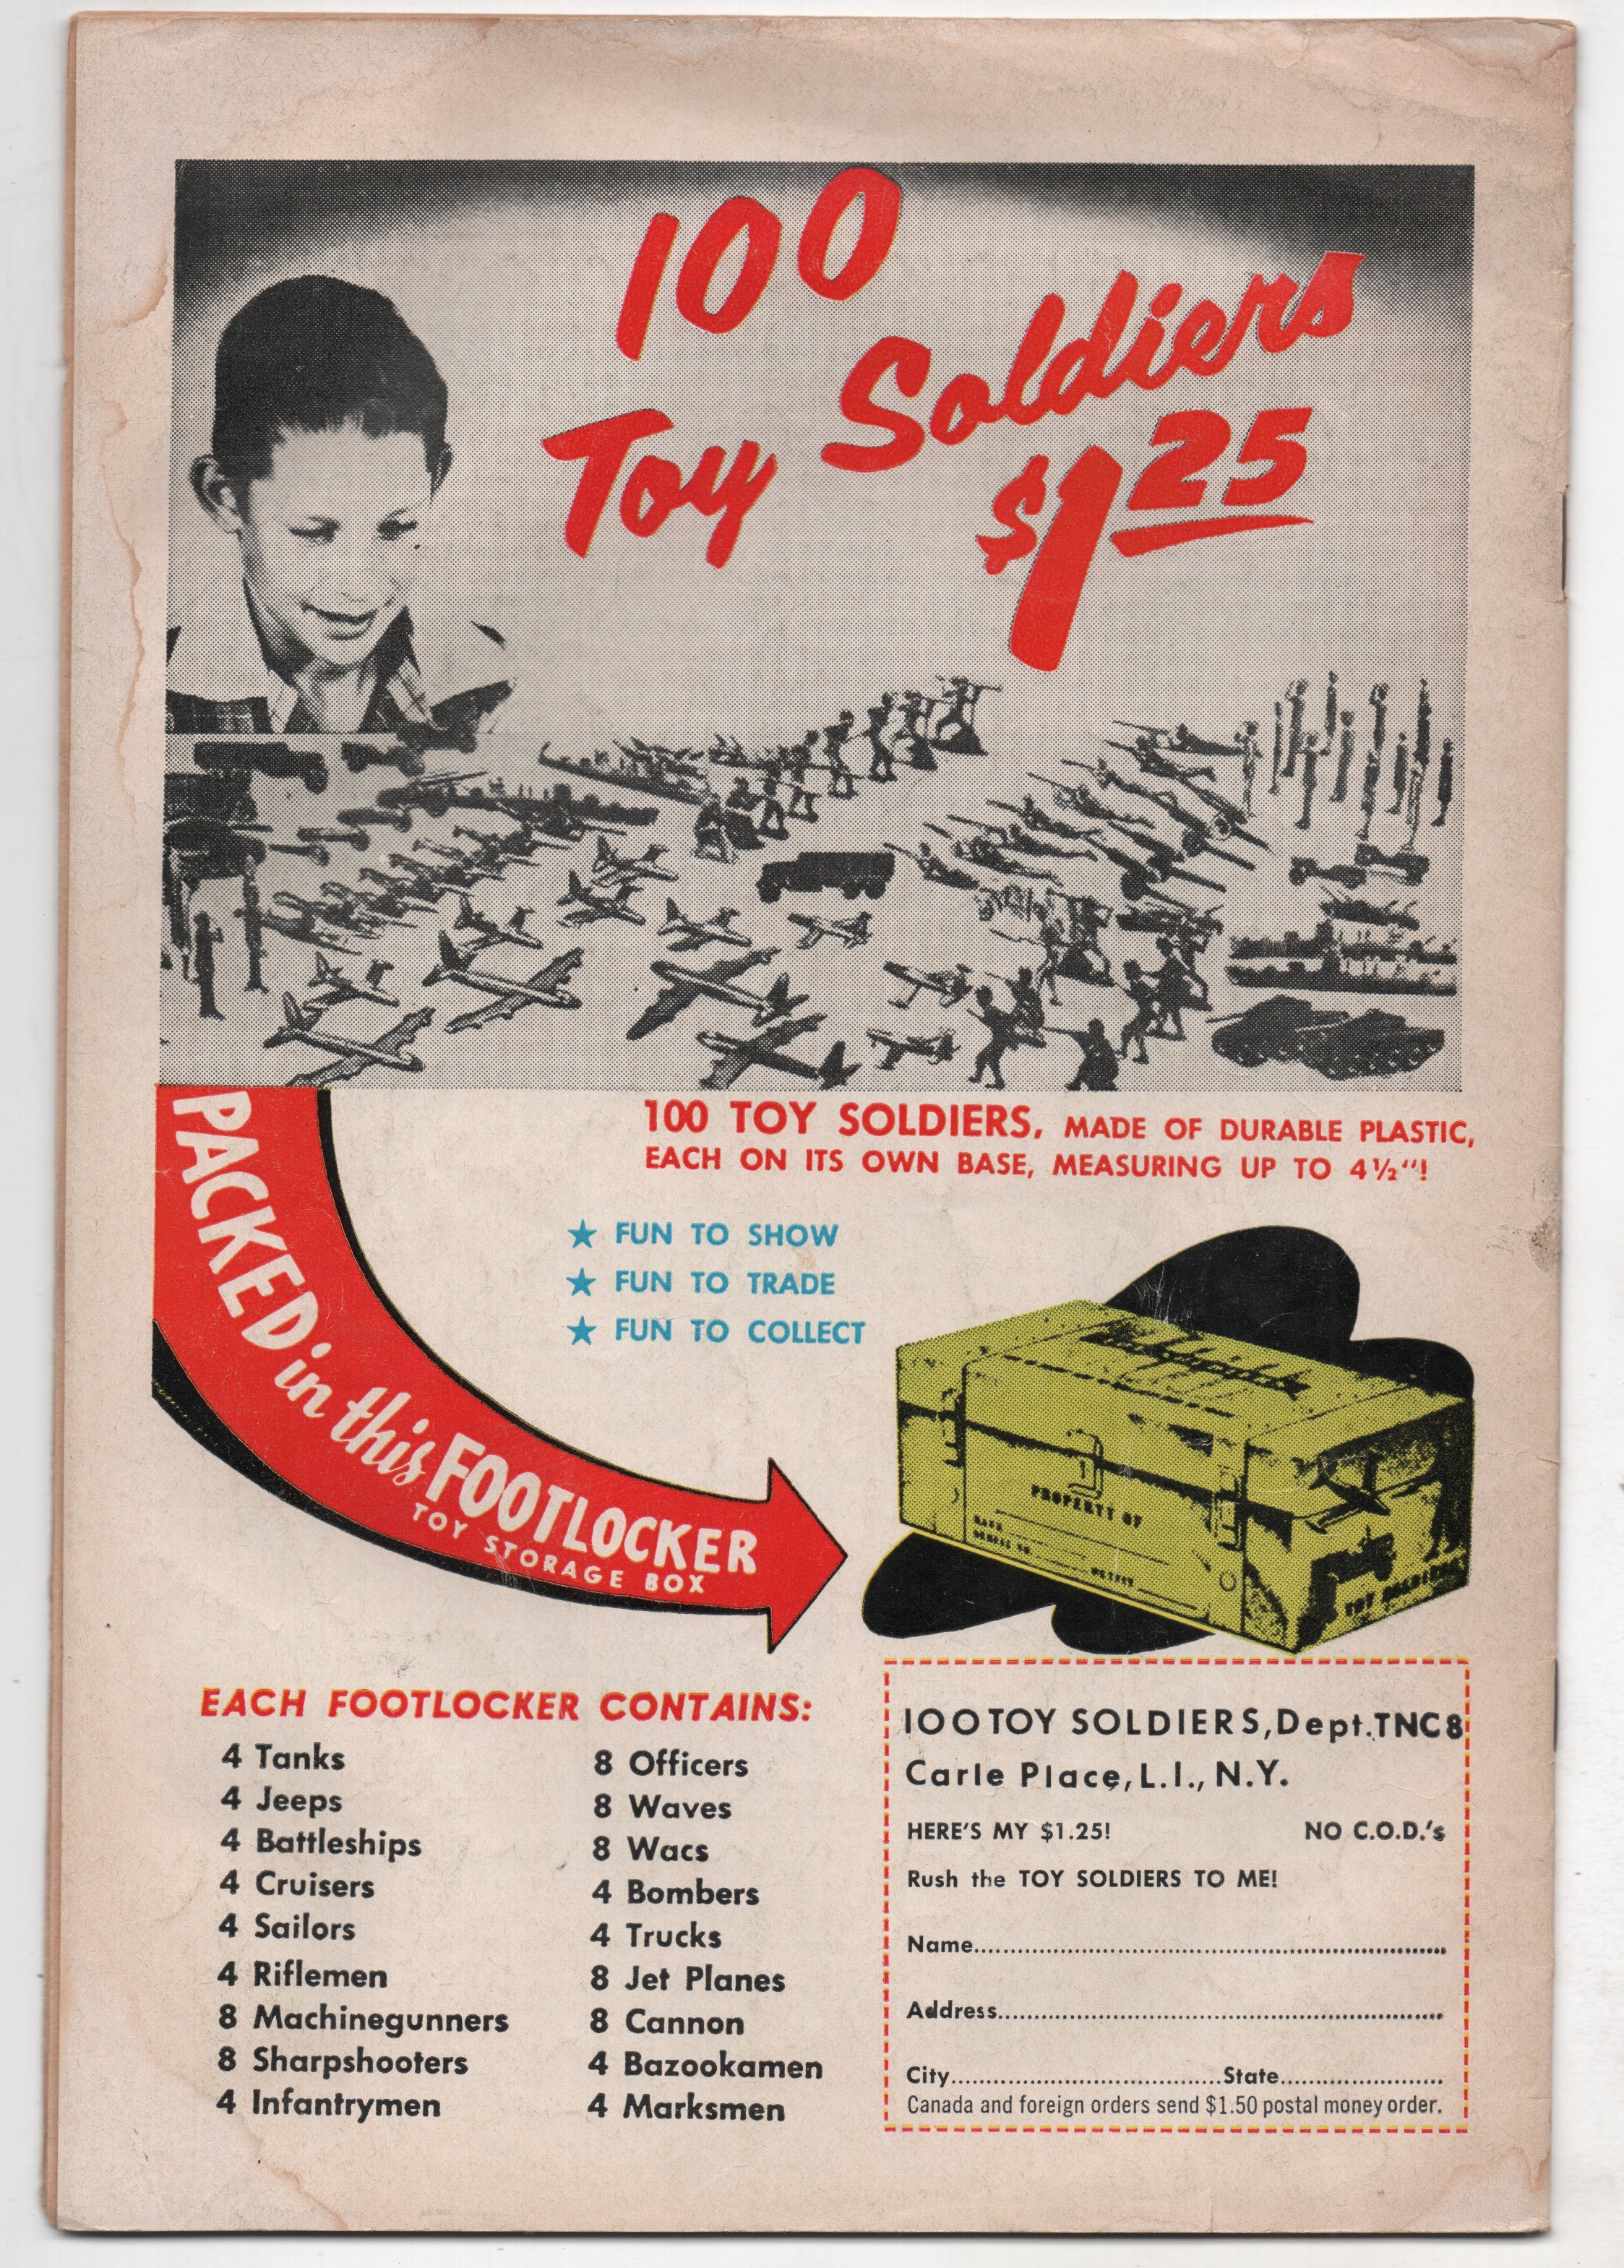 100
Toy Soldiers
$1 25
100 TOY SOLDIERS, MADE OF DURABLE PLASTIC,
EACH ON ITS OWN BASE, MEASURING UP TO 4½"!
★ FUN TO SHOW
★ FUN TO TRADE
★ FUN TO COLLECT
PACKED in this FOOTLOCKER
TOY STORAGE BOX
PROPERTY OF
TOY SOLDIERS
EACH FOOTLOCKER CONTAINS:
4 Tanks
4 Jeeps
4 Battleships
4 Cruisers
4 Sailors
4 Riflemen
8 Machinegunners
8 Sharpshooters
4 Infantrymen
8 Officers
8 Waves
8 Wacs
4 Bombers
4 Trucks
8 Jet Planes
8 Cannon
4 Bazookamen
4 Marksmen
100 TOY SOLDIERS, Dept. TNC8
Carle Place, L.I., N.Y.
HERE'S MY $1.25! NO C.O.D.'s
Rush the TOY SOLDIERS TO ME!
Name
Address
City State
Canada and foreign orders send $1.50 postal money order.